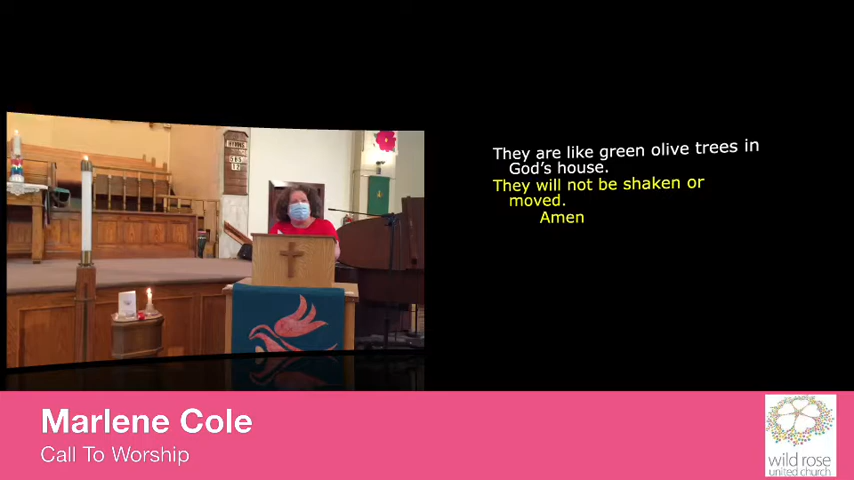 HYMNS
They are like green olive trees in
God's house.
They will not be shaken or
moved.
Amen
Marlene Cole
Call To Worship
wild rose
united church